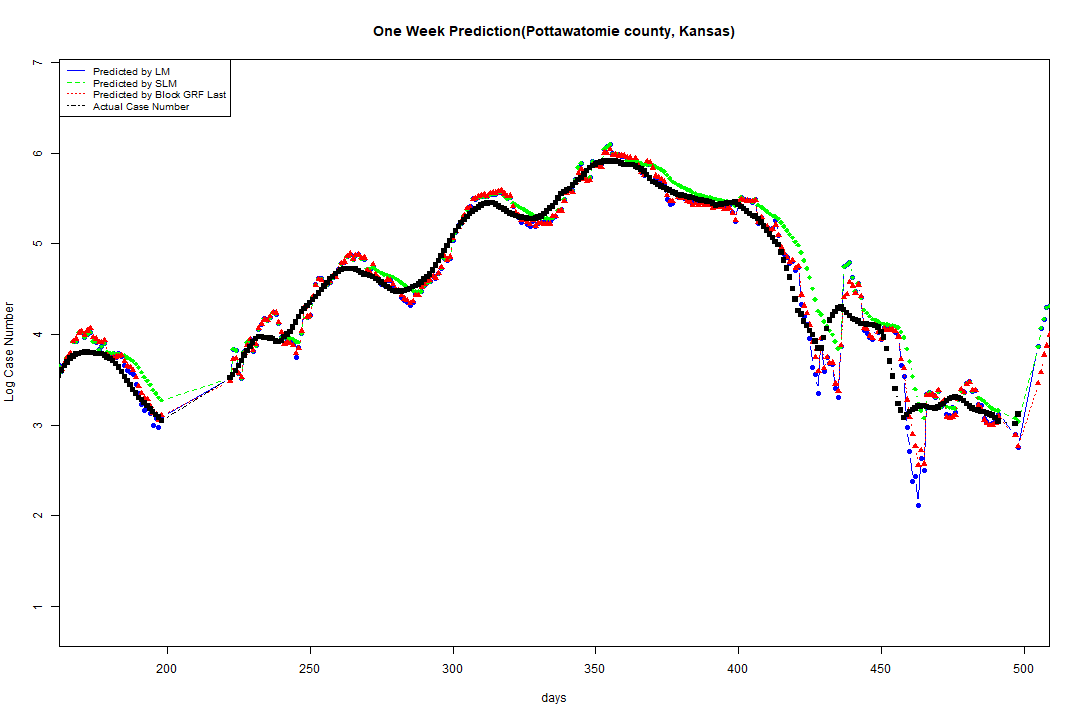 One Week Prediction(Pottawatomie county, Kansas)
Predicted by LM
Predicted by SLM
Predicted by Block GRF Last
Actual Case Number
Log Case Number
7
6
5
4
3
2
1
200 250 300 350 400 450 500
days